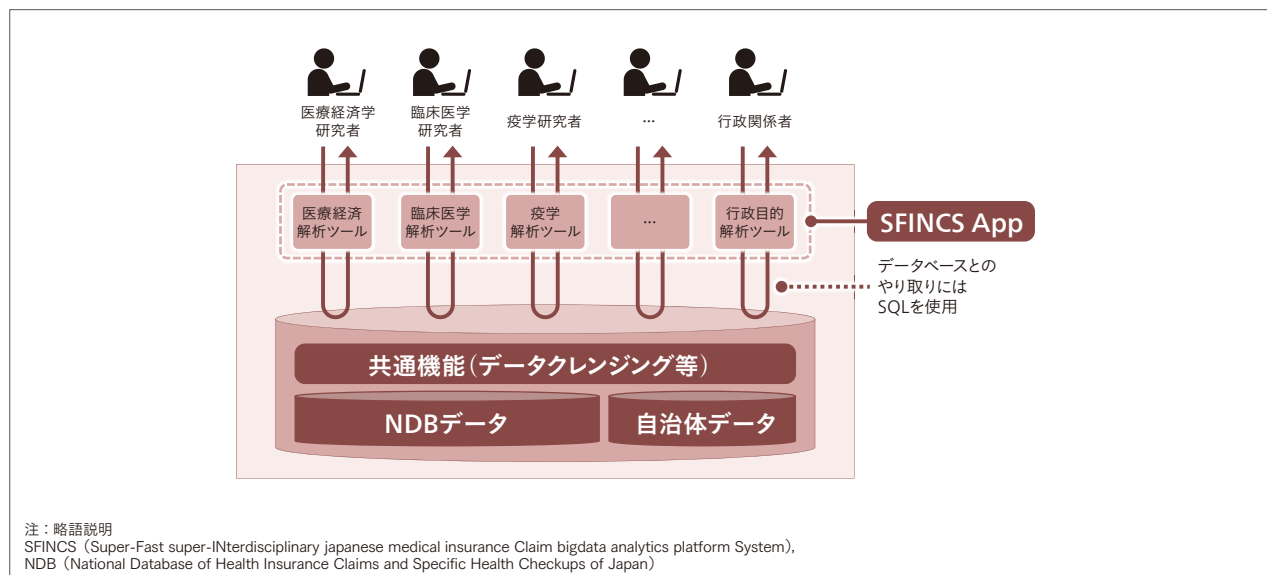 医療経済学
研究者
臨床医学
研究者
疫学研究者
…
行政関係者
医療経済
解析ツール
臨床医学
解析ツール
疫学
解析ツール
…
行政目的
解析ツール
SFINCS App
データベースとの
やり取りには
SQLを使用
共通機能(データクレンジング等)
NDBデータ
自治体データ
注:略語説明
SFINCS(Super-Fast super-INterdisciplinary japanese medical insurance Claim bigdata analytics platform System),
NDB(National Database of Health Insurance Claims and Specific Health Checkups of Japan)